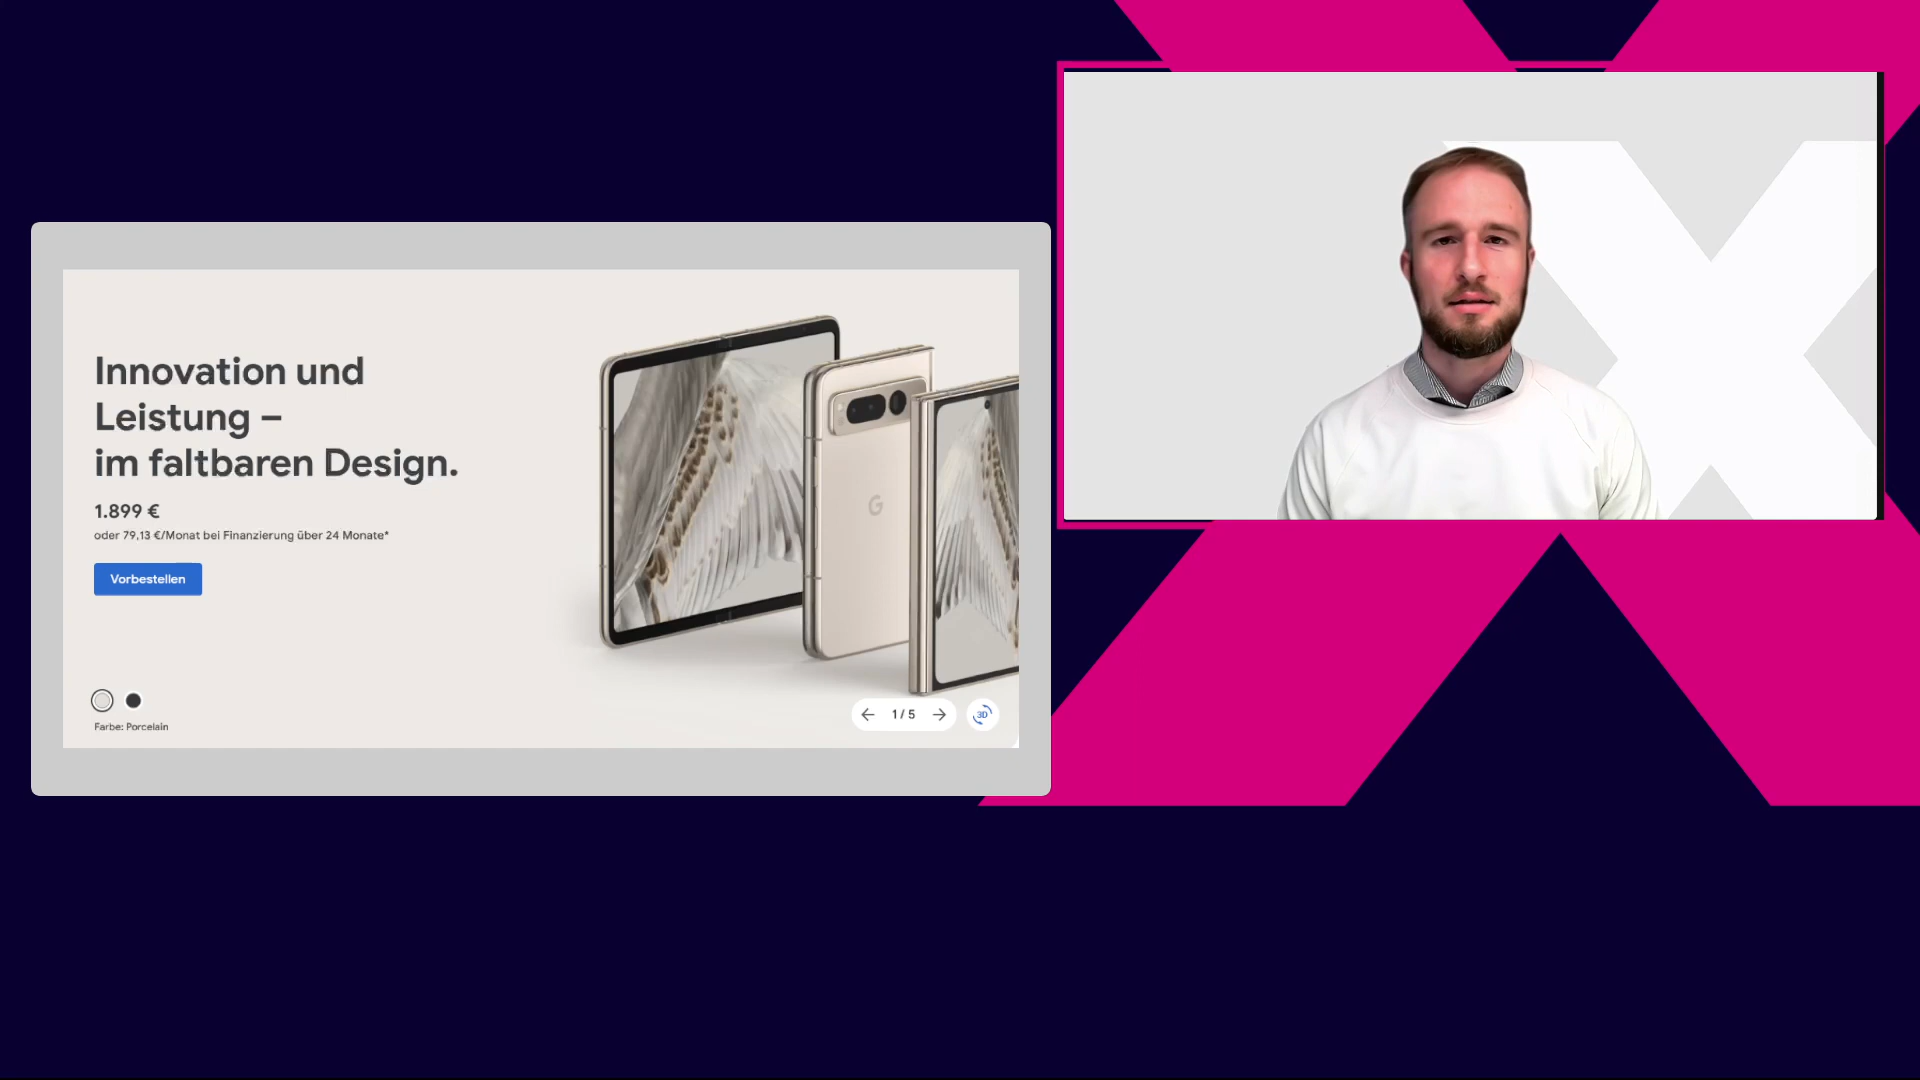 Innovation und
Leistung –
im faltbaren Design.
1.899 €
oder 79,13 €/Monat bei Finanzierung über 24 Monate*
Vorbestellen
Farbe: Porcelain
1 / 5
3D
G